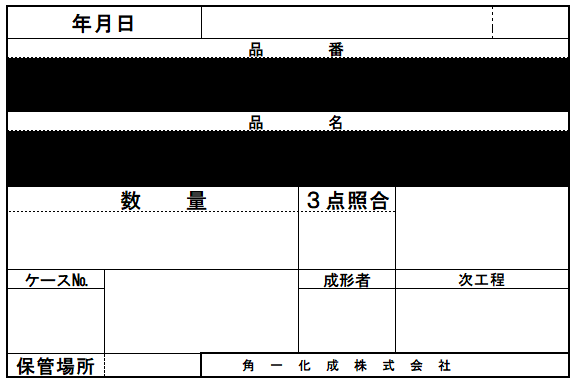 年月日
品 番
品 名
数 量 ３点照合
ケース№ 成形者 次工程
保管場所 角一化成株式会社